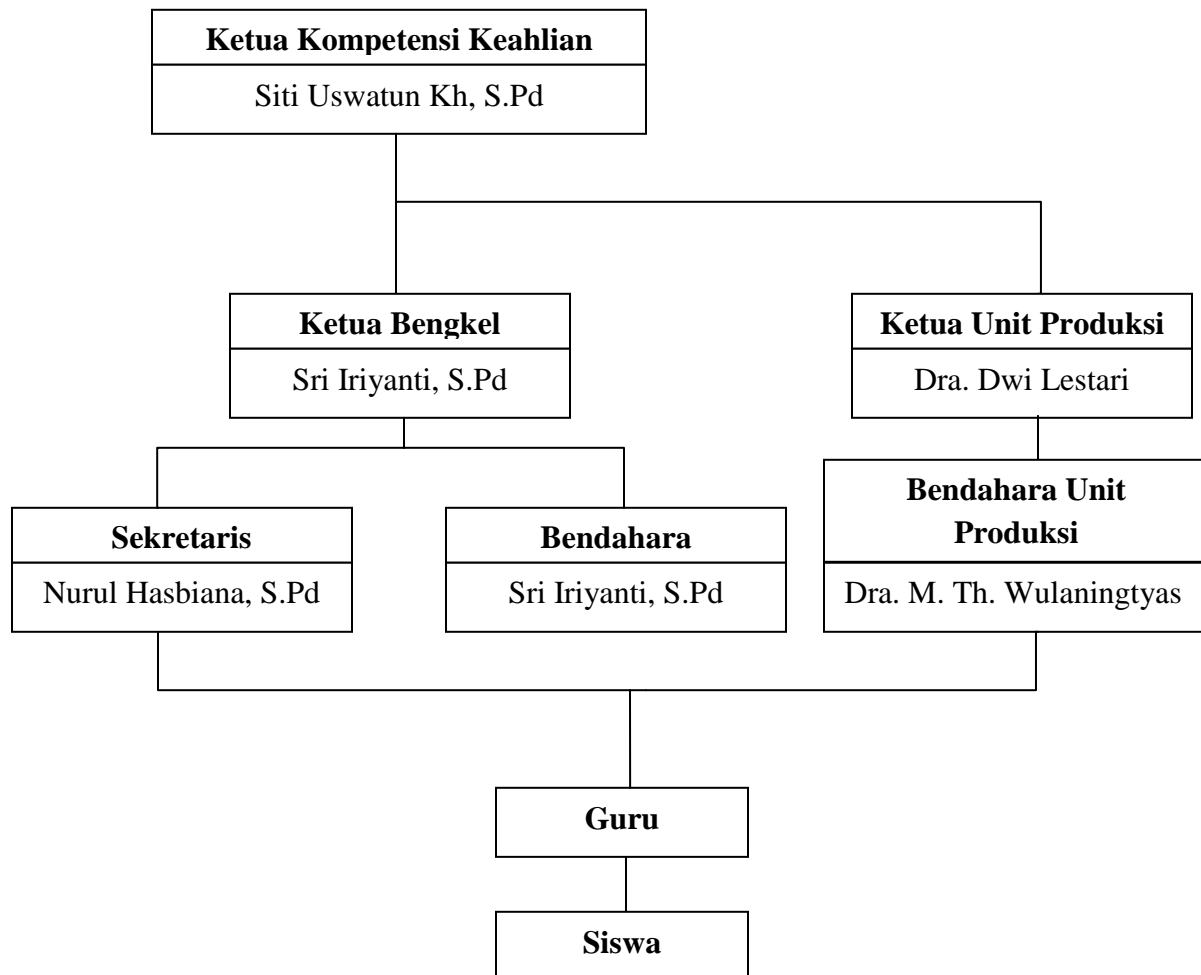 Ketua Kompetensi Keahlian
Siti Uswatun Kh, S.Pd
Ketua Bengkel
Sri Iriyanti, S.Pd
Ketua Unit Produksi
Dra. Dwi Lestari
Sekretaris
Nurul Hasbiana, S.Pd
Bendahara
Sri Iriyanti, S.Pd
Bendahara Unit
Produksi
Dra. M. Th. Wulaningtyas
Guru
Siswa